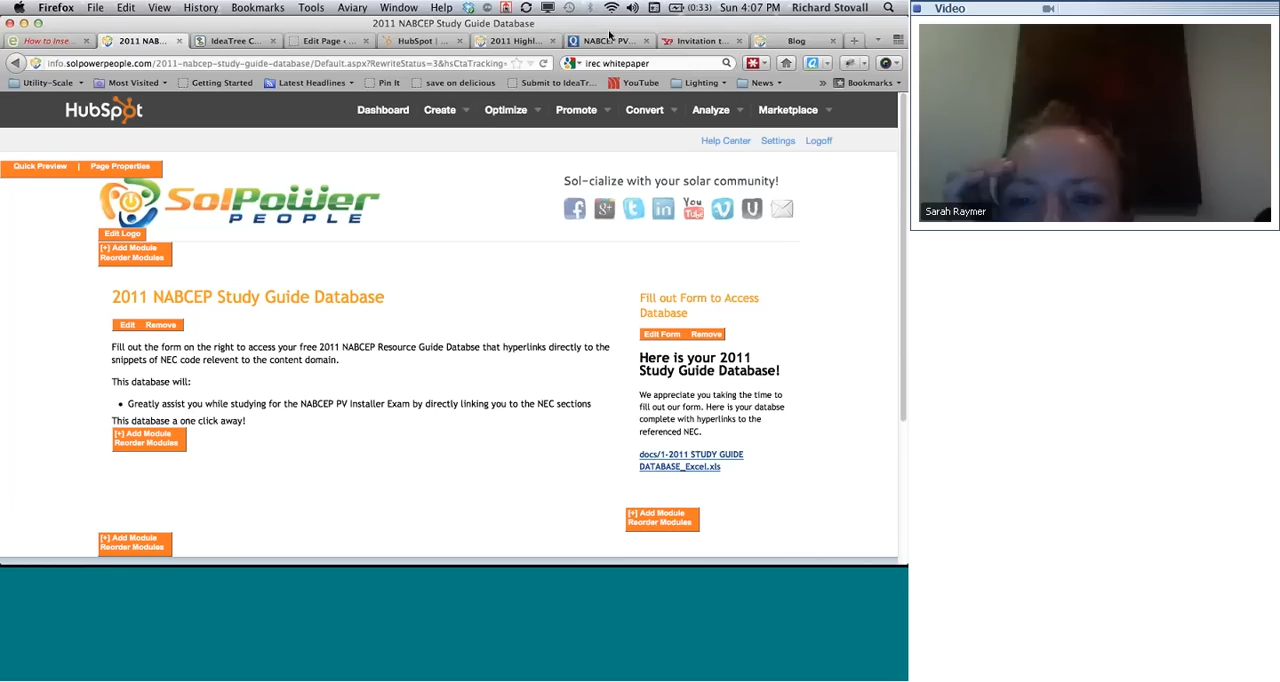 Firefox File Edit View History Bookmarks Tools Aviary Window Help (0:33) Sun 4:07 PM Richard Stovall
2011 NABCEP Study Guide Database
How to Inse... 2011 NAB... IdeaTree C... Edit Page ‹ ... HubSpot | ... 2011 Highl... NABCEP PV... Invitation t... Blog
info.solpowerpeople.com/2011-nabcep-study-guide-database/Default.aspx?RewriteStatus=3&hsCtaTracking= irec whitepaper
Utility-Scale Most Visited Getting Started Latest Headlines Pin It save on delicious Submit to IdeaTr... YouTube Lighting News » Bookmarks
HubSpot Dashboard Create Optimize Promote Convert Analyze Marketplace
Help Center Settings Logoff
Quick Preview | Page Properties
SolPower
PEOPLE
Sol-cialize with your solar community!
You
Tube
Edit Logo
[+] Add Module
Reorder Modules
2011 NABCEP Study Guide Database
Edit Remove
Fill out the form on the right to access your free 2011 NABCEP Resource Guide Databse that hyperlinks directly to the
snippets of NEC code relevent to the content domain.
This database will:
• Greatly assist you while studying for the NABCEP PV Installer Exam by directly linking you to the NEC sections
This database a one click away!
[+] Add Module
Reorder Modules
[+] Add Module
Reorder Modules
Fill out Form to Access
Database
Edit Form Remove
Here is your 2011
Study Guide Database!
We appreciate you taking the time to
fill out our form. Here is your databse
complete with hyperlinks to the
referenced NEC.
docs/1-2011 STUDY GUIDE
DATABASE_Excel.xls
[+] Add Module
Reorder Modules
Video
Sarah Raymer